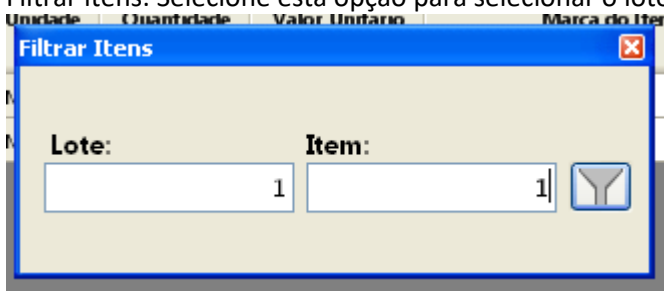 Filtrar Itens: Selecione esta opção para selecionar o lote
Unidade Quantidade Valor Unitário Marca do Iter
Filtrar Itens
Lote: Item:
1 1